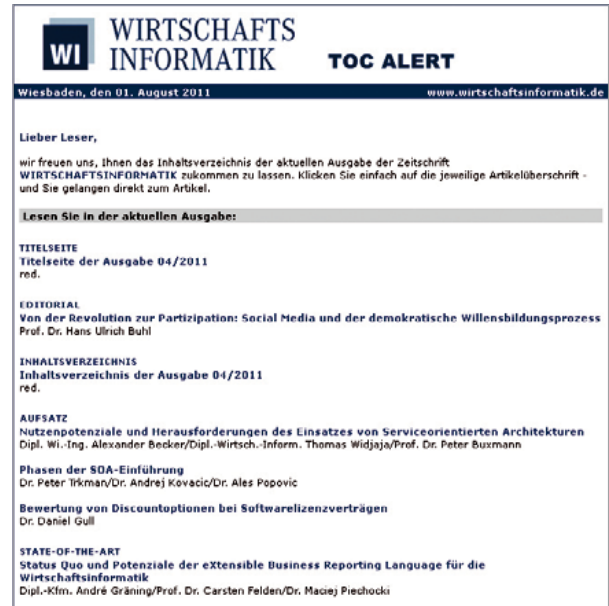 WI
WIRTSCHAFTS
INFORMATIK
TOC ALERT
Wiesbaden, den 01. August 2011 www.wirtschaftsinformatik.de
Lieber Leser,
wir freuen uns, Ihnen das Inhaltsverzeichnis der aktuellen Ausgabe der Zeitschrift
WIRTSCHAFTSINFORMATIK zukommen zu lassen. Klicken Sie einfach auf die jeweilige Artikelüberschrift -
und Sie gelangen direkt zum Artikel.
Lesen Sie in der aktuellen Ausgabe:
TITELSEITE
Titelseite der Ausgabe 04/2011
red.
EDITORIAL
Von der Revolution zur Partizipation: Social Media und der demokratische Willensbildungsprozess
Prof. Dr. Hans Ulrich Buhl
INHALTSVERZEICHNIS
Inhaltsverzeichnis der Ausgabe 04/2011
red.
AUFSATZ
Nutzenpotenziale und Herausforderungen des Einsatzes von Serviceorientierten Architekturen
Dipl. Wi.-Ing. Alexander Becker/Dipl.-Wirtsch.-Inform. Thomas Widjaja/Prof. Dr. Peter Buxmann
Phasen der SOA-Einführung
Dr. Peter Trkman/Dr. Andrej Kovacic/Dr. Ales Popovic
Bewertung von Discountoptionen bei Softwarelizenzverträgen
Dr. Daniel Gull
STATE-OF-THE-ART
Status Quo und Potenziale der eXtensible Business Reporting Language für die
Wirtschaftsinformatik
Dipl.-Kfm. André Gräning/Prof. Dr. Carsten Felden/Dr. Maciej Piechocki